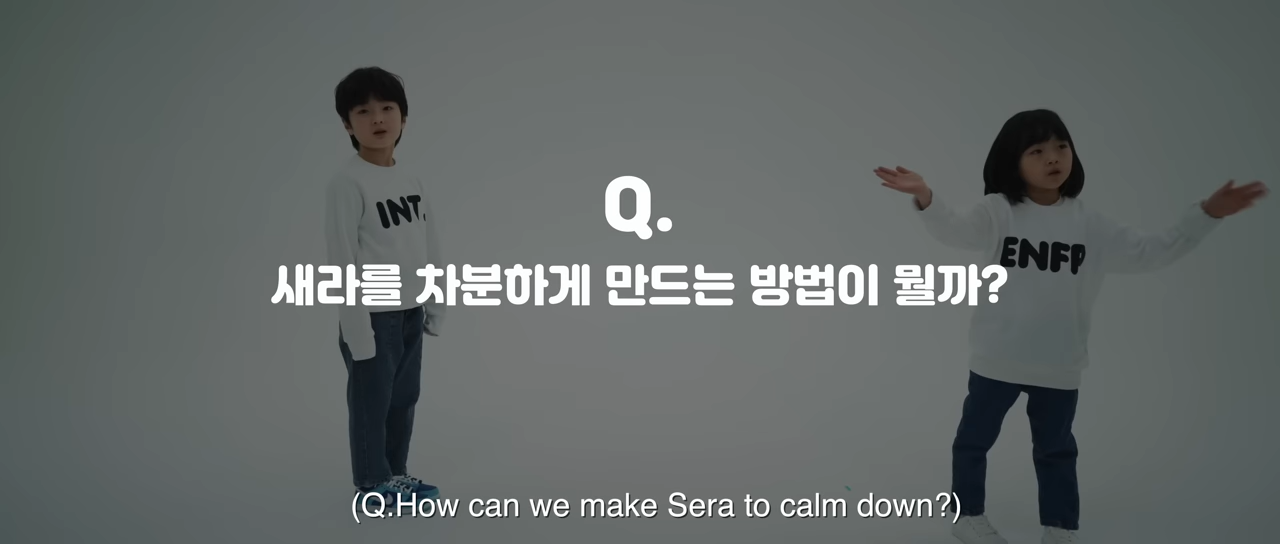 Q.
새라를 차분하게 만드는 방법이 뭘까?
INT
ENFP
(Q.How can we make Sera to calm down?)